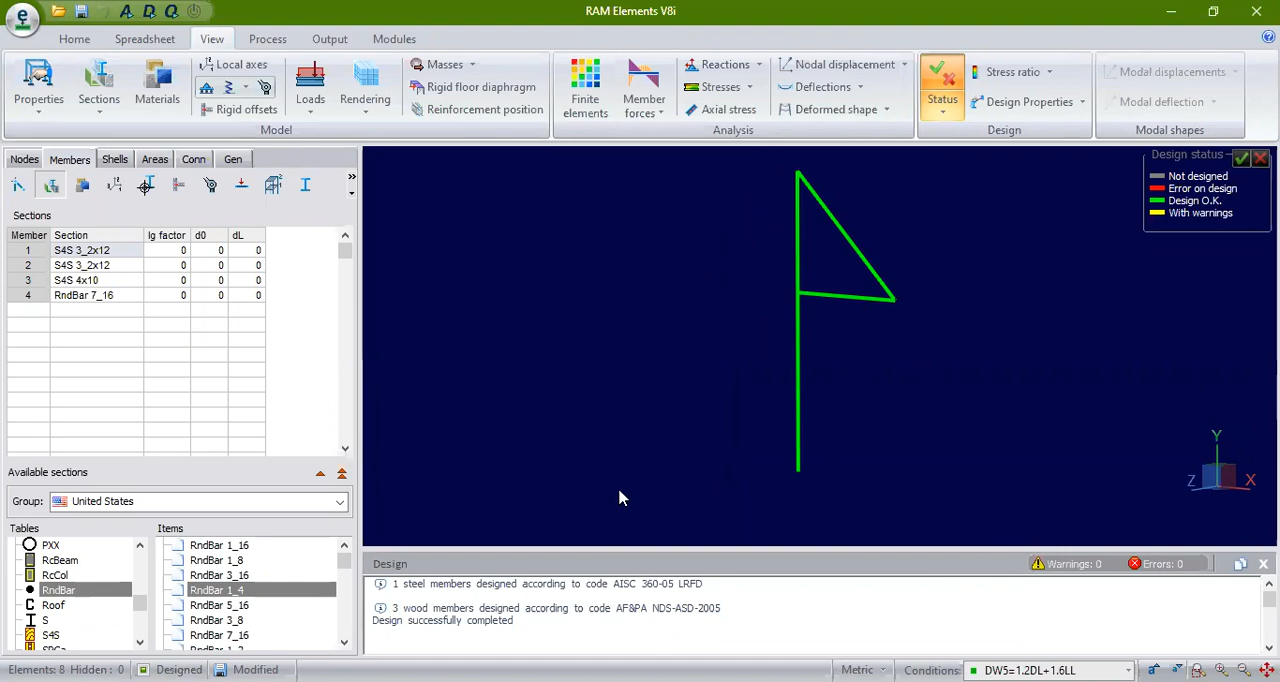 RAM Elements V8i
Home Spreadsheet View Process Output Modules
Properties Sections Materials Local axes Rigid offsets Loads Rendering Masses Rigid floor diaphragm Reinforcement position
Model
Finite elements Member forces Reactions Stresses Axial stress Nodal displacement Deflections Deformed shape
Analysis
Status Stress ratio Design Properties
Design
Modal displacements Modal deflection
Modal shapes
Nodes Members Shells Areas Conn Gen
Sections
Member Section Ig factor d0 dL
1 S4S 3_2x12 0 0 0
2 S4S 3_2x12 0 0 0
3 S4S 4x10 0 0 0
4 RndBar 7_16 0 0 0
Available sections
Group: United States
Tables Items
PXX RndBar 1_16
RcBeam RndBar 1_8
RcCol RndBar 3_16
RndBar RndBar 1_4
Roof RndBar 5_16
S RndBar 3_8
S4S RndBar 7_16
Design status
Not designed
Error on design
Design O.K.
With warnings
Y
Z X
Design Warnings: 0 Errors: 0
1 steel members designed according to code AISC 360-05 LRFD
3 wood members designed according to code AF&PA NDS-ASD-2005
Design successfully completed
Elements: 8 Hidden: 0 Designed Modified Metric Conditions: DW5=1.2DL+1.6LL